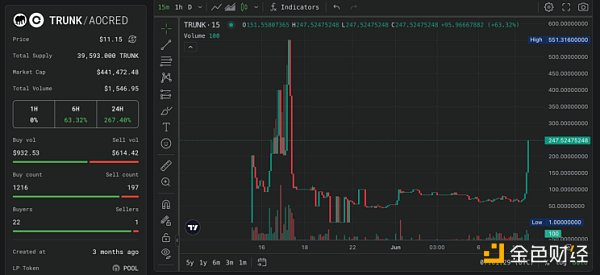 TRUNK/AOCRED
Price $11.15
Total Supply 39,593.000 TRUNK
Market Cap $441,472.48
Total Volume $1,546.95
1H 6H 24H
0% 63.32% 267.40%
Buy vol Sell vol
$932.53 $614.42
Buy count Sell count
1216 197
Buyers Sellers
22 1
Created at 3 months ago
LP Token POOL
15m 1h D Indicators
TRUNK·15 O151.55807365 H247.52475248 L151.55807365 C247.52475248 +95.96667882 (+63.32%)
Volume 100
600.00000000
High 551.31600000
500.00000000
450.00000000
400.00000000
350.00000000
300.00000000
247.52475248
200.00000000
150.00000000
100.00000000
50.00000000
Low 1.00000000
100
16 18 22 Jun 03:00 6
5y 1y 6m 3m 1m
金色财经